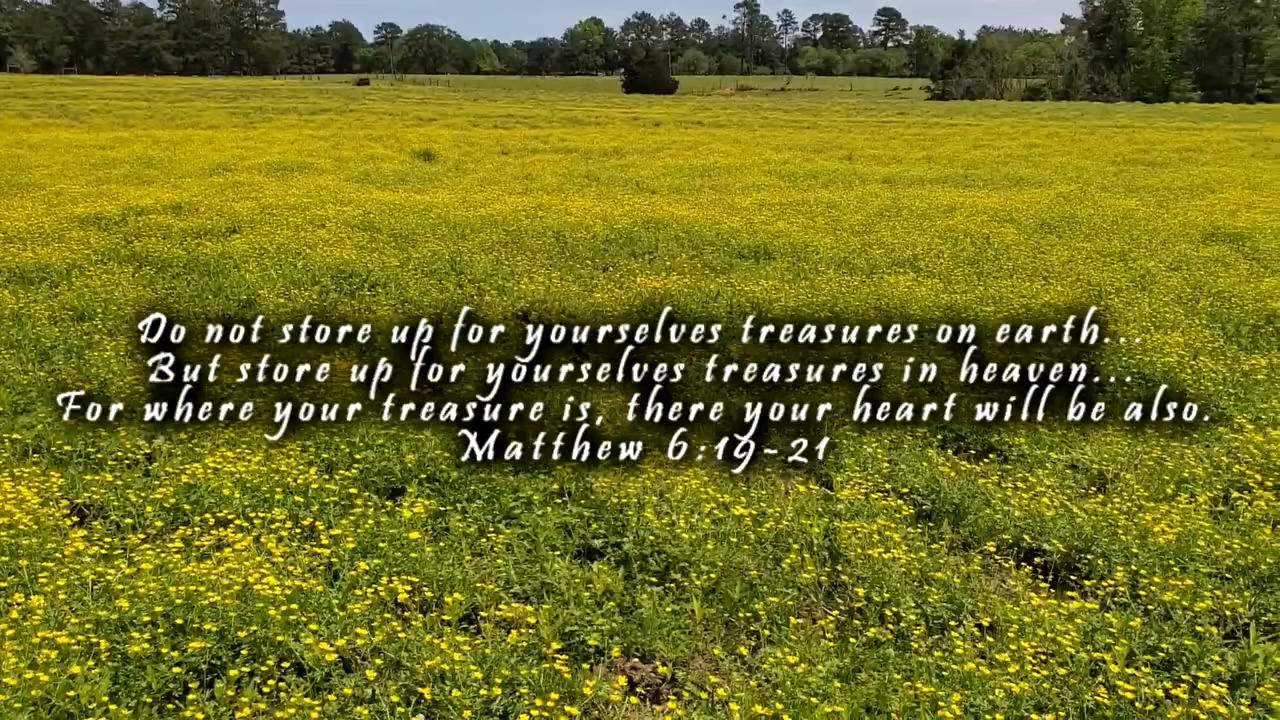 Do not store up for yourselves treasures on earth...
But store up for yourselves treasures in heaven...
For where your treasure is, there your heart will be also.
Matthew 6:19-21